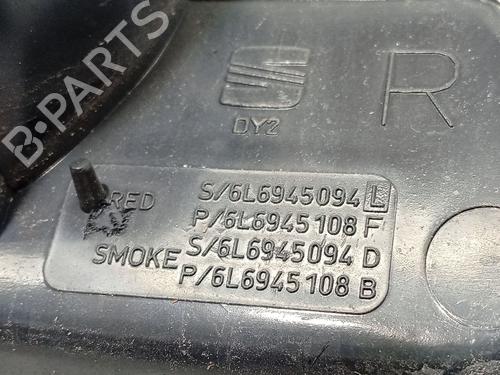 B-PARTS
R
DY2
RED S/6L6945094 L
P/6L6945108 F
SMOKE S/6L6945094 D
P/6L6945108 B